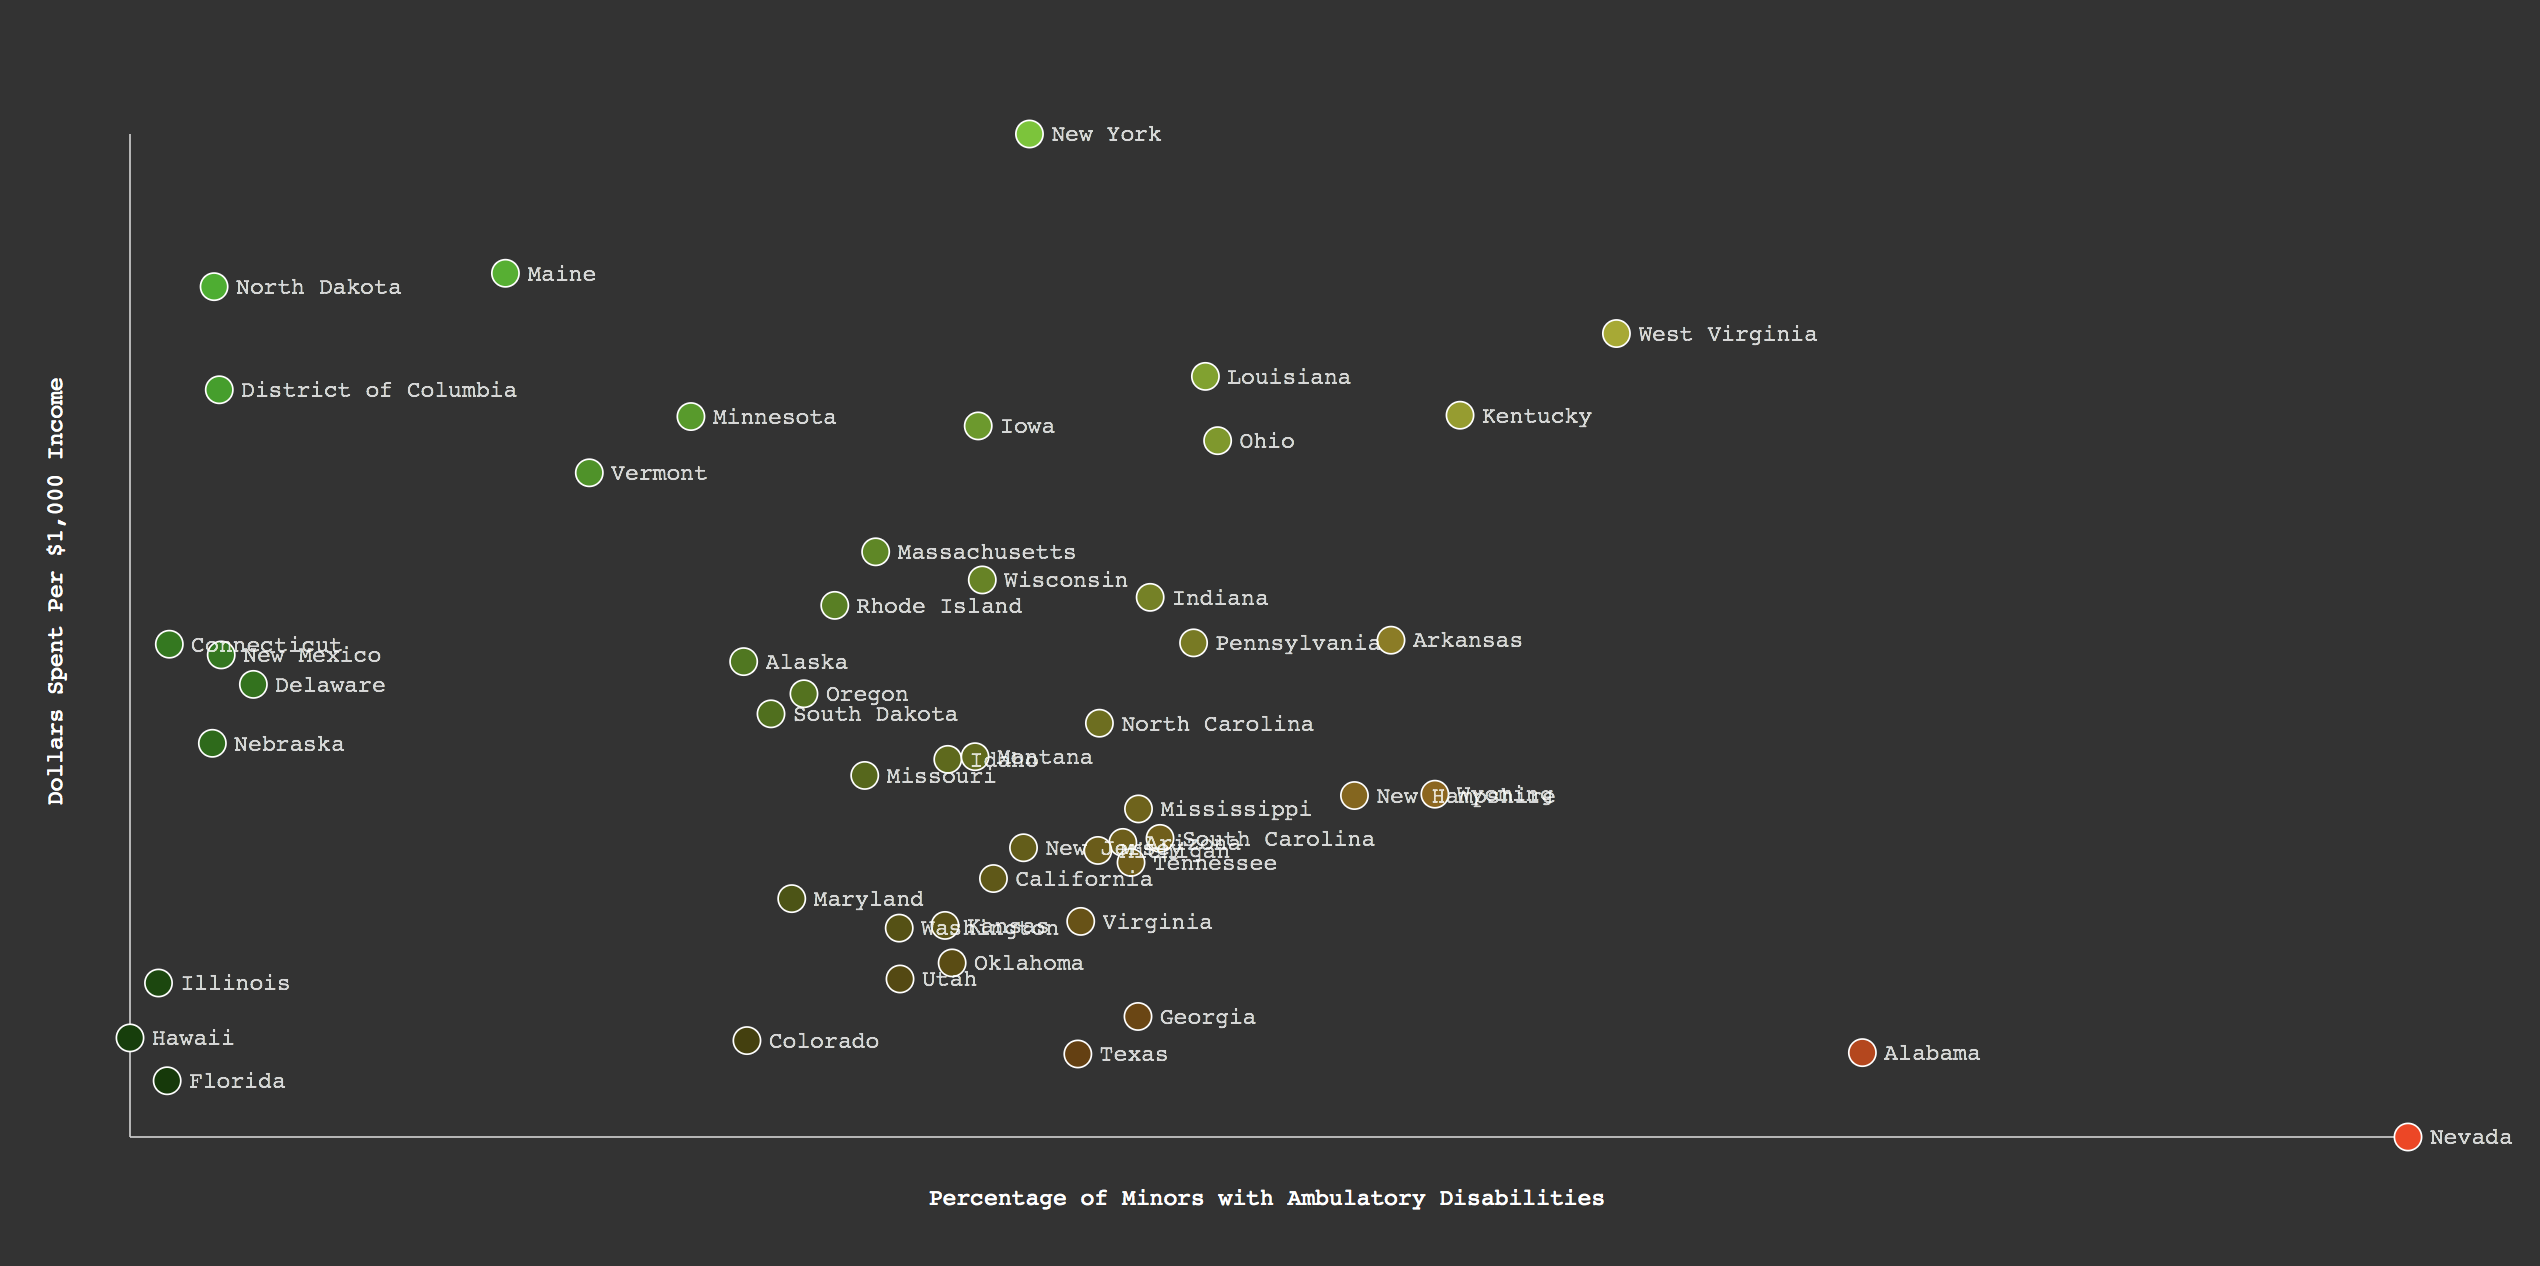 New York
Maine
North Dakota
West Virginia
Louisiana
District of Columbia
Minnesota
Kentucky
Iowa
Ohio
Vermont
Massachusetts
Wisconsin
Indiana
Rhode Island
Connecticut
New Mexico
Pennsylvania
Arkansas
Alaska
Delaware
Oregon
South Dakota
North Carolina
Nebraska
Montana
Idaho
Missouri
New Hampshire
Wyoming
Mississippi
South Carolina
Arizona
New Jersey
Michigan
Tennessee
California
Maryland
Virginia
Kansas
Washington
Oklahoma
Utah
Illinois
Georgia
Hawaii
Colorado
Texas
Alabama
Florida
Nevada
Dollars Spent Per $1,000 Income
Percentage of Minors with Ambulatory Disabilities